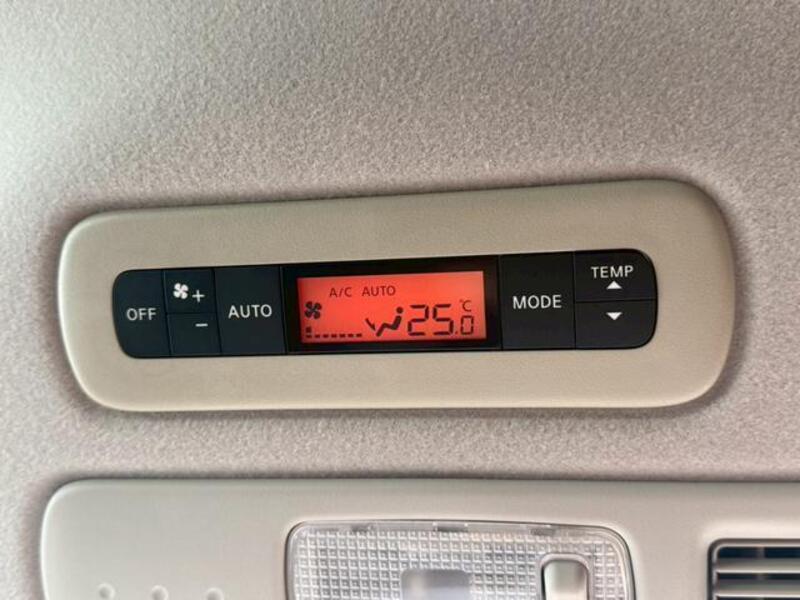 OFF
+
-
AUTO
A/C AUTO
25.0 °C
MODE
TEMP